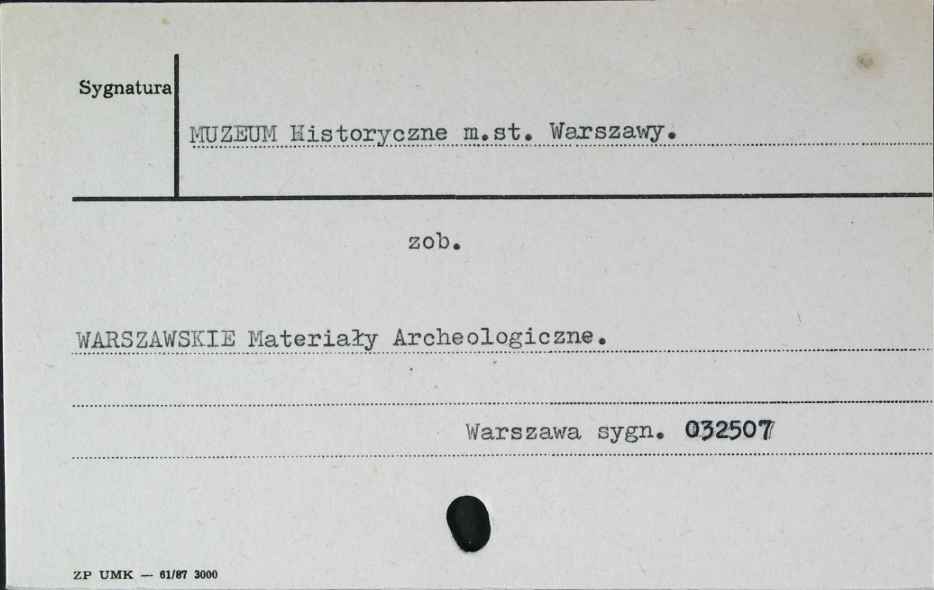 Sygnatura
MUZEUM Historyczne m.st. Warszawy.
zob.
WARSZAWSKIE Materiały Archeologiczne.
Warszawa sygn. 032507
ZP UMK — 61/87 3000